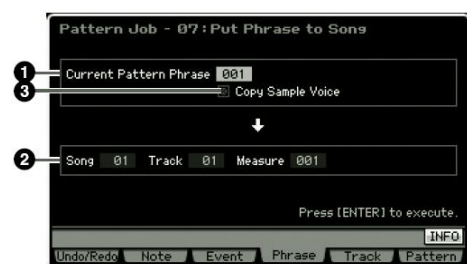 Pattern Job - 07:Put Phrase to Song
1 Current Pattern Phrase 001
3 Copy Sample Voice
2 Song 01 Track 01 Measure 001
Press [ENTER] to execute.
INFO
Undo/Redo Note Event Phrase Track Pattern